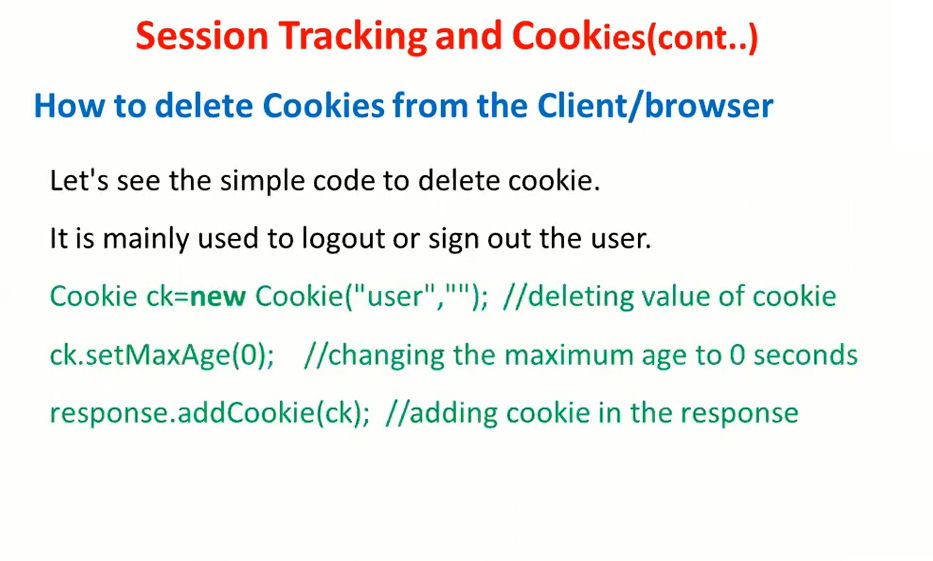 Session Tracking and Cookies(cont..)
How to delete Cookies from the Client/browser
Let's see the simple code to delete cookie.
It is mainly used to logout or sign out the user.
Cookie ck=new Cookie("user",""); //deleting value of cookie
ck.setMaxAge(0); //changing the maximum age to 0 seconds
response.addCookie(ck); //adding cookie in the response